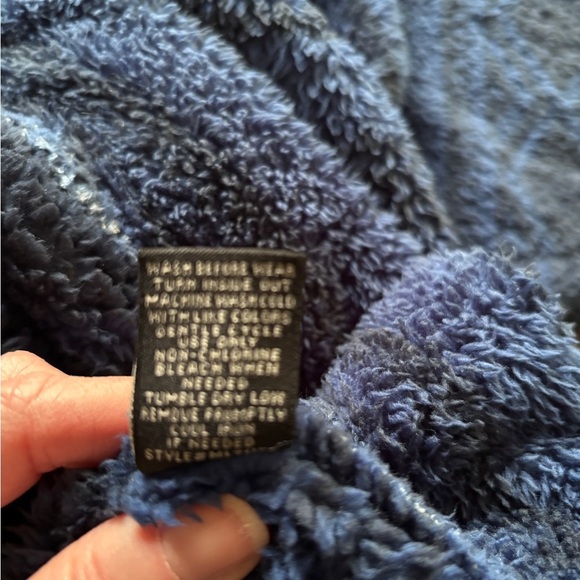 WASH BEFORE WEAR
TURN INSIDE OUT
MACHINE WASH COLD
WITH LIKE COLORS
GENTLE CYCLE
USE ONLY
NON-CHLORINE
BLEACH WHEN
NEEDED
TUMBLE DRY LOW
REMOVE PROMPTLY
COOL IRON
IF NEEDED